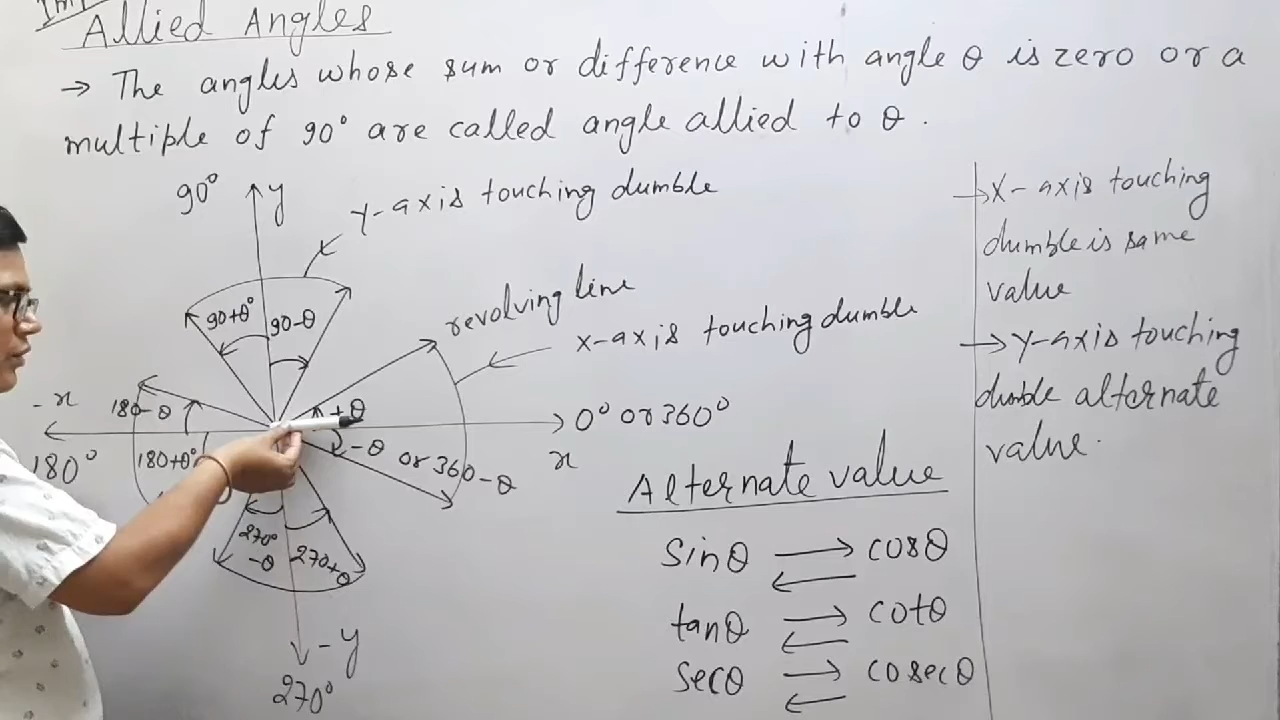 Imp
Allied Angles
→ The angles whose sum or difference with angle θ is zero or a
multiple of 90° are called angle allied to θ.
90°
y
Y-axis touching dumble
90+θ°
90-θ
revolving line
X-axis touching dumble
-x
180-θ
+θ
0° or 360°
180°
180+θ°
-θ or 360-θ
x
270°
-θ
270+θ
-y
270°
Alternate value
sinθ ⇄ cosθ
tanθ ⇄ cotθ
secθ ⇄ cosecθ
→ X-axis touching
dumble is same
value
→ Y-axis touching
dumble alternate
value.